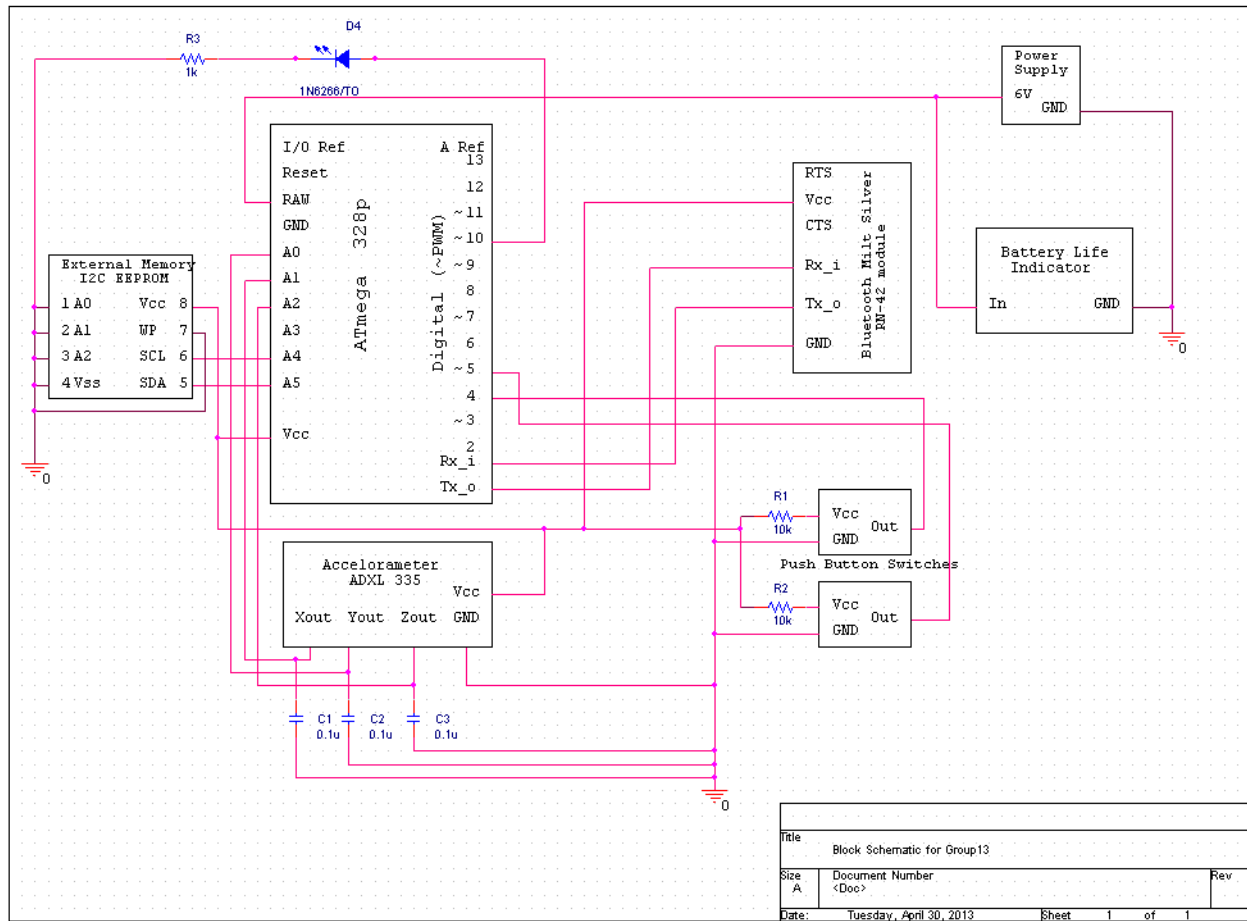 D4
R3
1k
1N6266/TO
Power
Supply
6V
GND
I/O Ref
A Ref
Reset
13
RAW
12
GND
~11
A0
~10
A1
~9
A2
8
A3
~7
A4
6
A5
~5
4
~3
Vcc
2
Rx_i
Tx_o
ATmega 328p
Digital (~PWM)
External Memory
I2C EEPROM
1 A0 Vcc 8
2 A1 WP 7
3 A2 SCL 6
4 Vss SDA 5
0
RTS
Vcc
CTS
Rx_i
Tx_o
GND
Bluetooth Milt Silver
RN-42 module
Battery Life
Indicator
In GND
0
R1
10k
Vcc
Out
GND
Push Button Switches
R2
10k
Vcc
Out
GND
Accelorameter
ADXL 335
Vcc
Xout Yout Zout GND
C1
0.1u
C2
0.1u
C3
0.1u
0
Title
Block Schematic for Group13
Size
A
Document Number
<Doc>
Rev
Date: Tuesday, April 30, 2013 Sheet 1 of 1